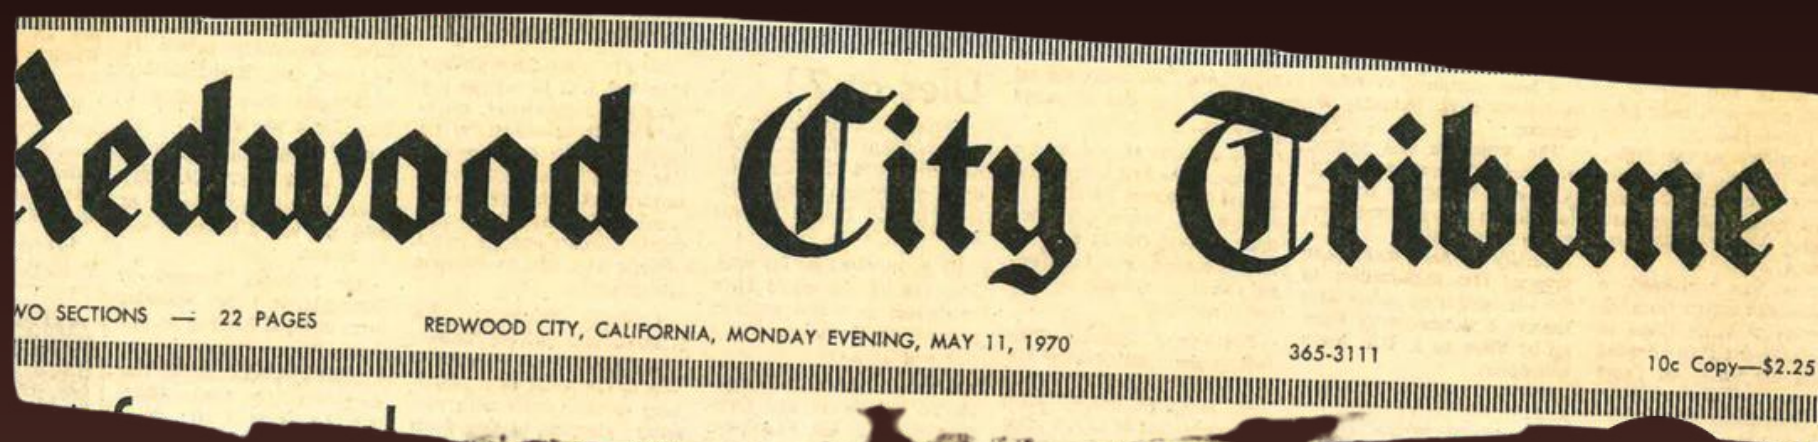 Redwood City Tribune
WO SECTIONS — 22 PAGES REDWOOD CITY, CALIFORNIA, MONDAY EVENING, MAY 11, 1970 365-3111 10c Copy—$2.25